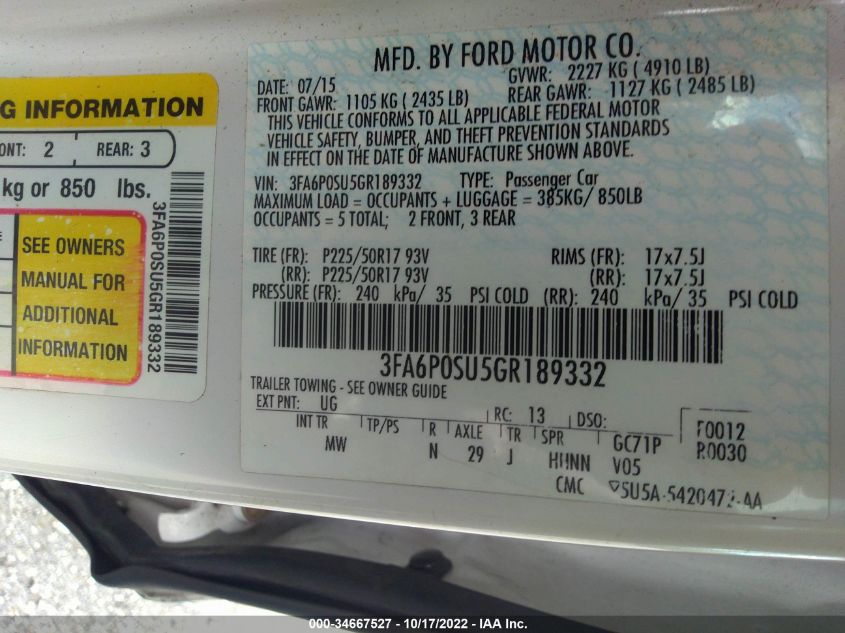 G INFORMATION
ONT: 2 REAR: 3
kg or 850 lbs.
SEE OWNERS
MANUAL FOR
ADDITIONAL
INFORMATION
3FA6P0SU5GR189332
MFD. BY FORD MOTOR CO.
DATE: 07/15 GVWR: 2227 KG ( 4910 LB)
FRONT GAWR: 1105 KG ( 2435 LB) REAR GAWR: 1127 KG ( 2485 LB)
THIS VEHICLE CONFORMS TO ALL APPLICABLE FEDERAL MOTOR
VEHICLE SAFETY, BUMPER, AND THEFT PREVENTION STANDARDS
IN EFFECT ON THE DATE OF MANUFACTURE SHOWN ABOVE.
VIN: 3FA6P0SU5GR189332 TYPE: Passenger Car
MAXIMUM LOAD = OCCUPANTS + LUGGAGE = 385KG/ 850LB
OCCUPANTS = 5 TOTAL; 2 FRONT, 3 REAR
TIRE (FR): P225/50R17 93V RIMS (FR): 17x7.5J
(RR): P225/50R17 93V (RR): 17x7.5J
PRESSURE (FR): 240 kPa/ 35 PSI COLD (RR): 240 kPa/ 35 PSI COLD
3FA6P0SU5GR189332
TRAILER TOWING - SEE OWNER GUIDE
EXT PNT: UG RC: 13 DSO: F0012
INT TR TP/PS R AXLE TR SPR GC71P R0030
MW N 29 J HHNN V05
CMC SU5A-5420472-AA
000-34667527 - 10/17/2022 - IAA Inc.